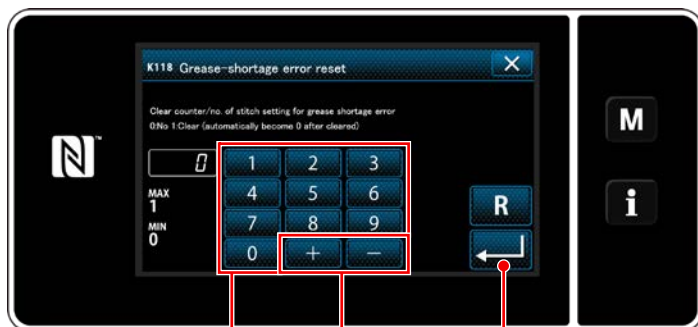 K118 Grease-shortage error reset
Clear counter/no. of stitch setting for grease shortage error
0:No 1:Clear (automatically become 0 after cleared)
0
MAX
1
MIN
0
1 2 3
4 5 6
7 8 9
0 + −
R
M
i
N